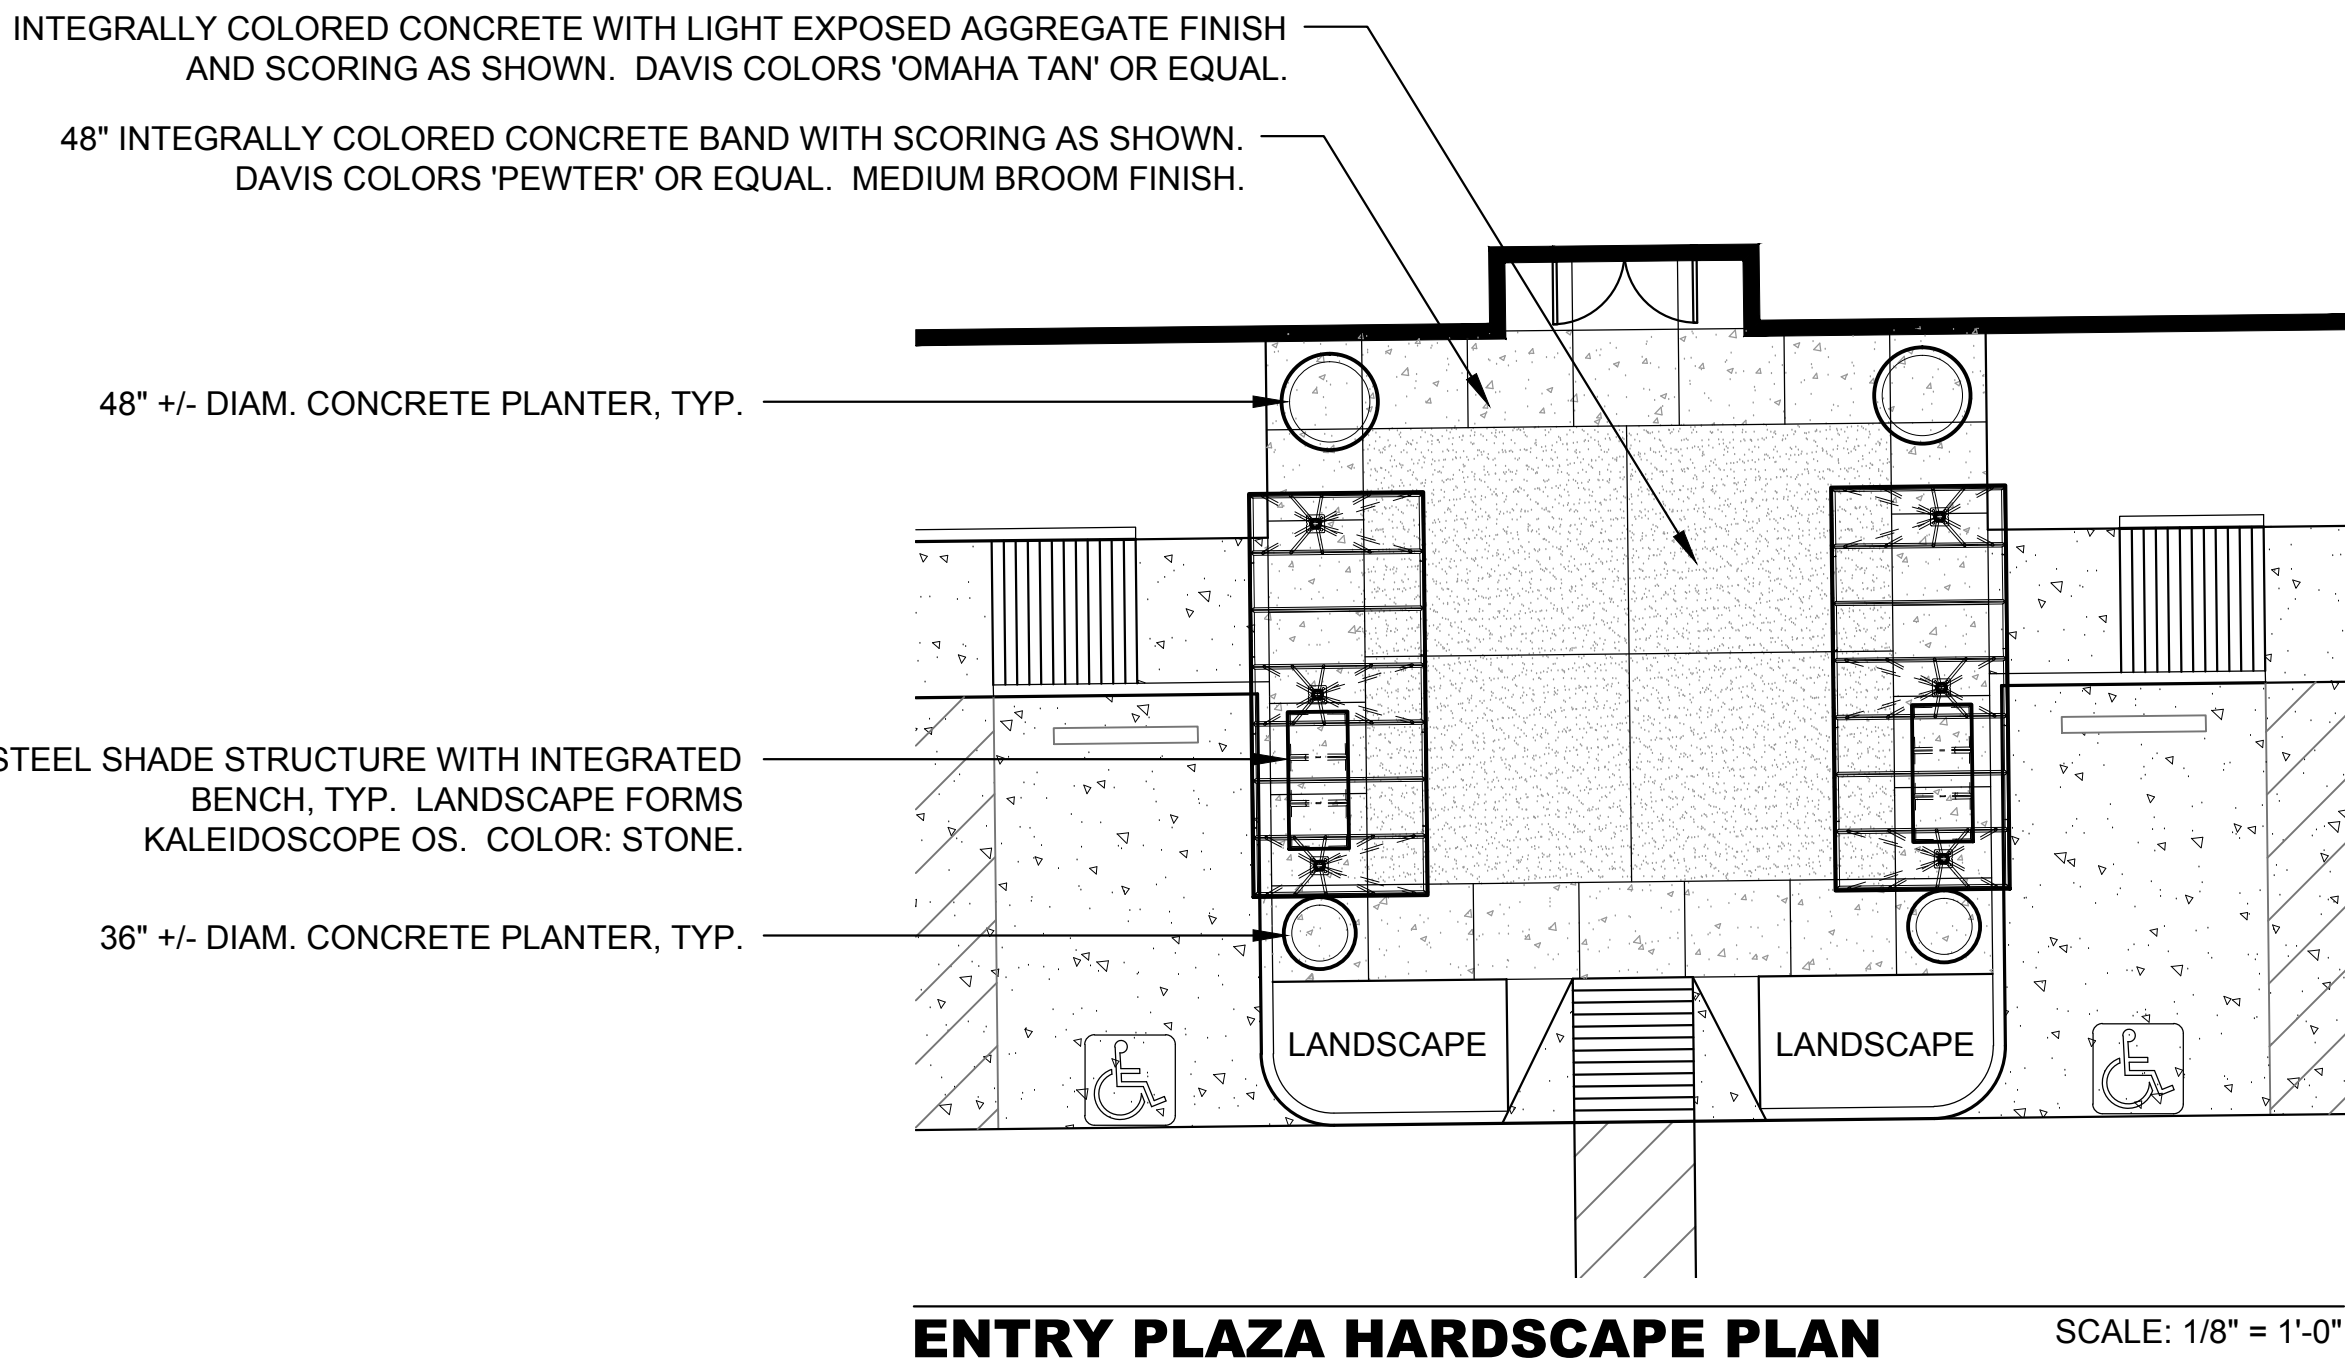 INTEGRALLY COLORED CONCRETE WITH LIGHT EXPOSED AGGREGATE FINISH
AND SCORING AS SHOWN. DAVIS COLORS 'OMAHA TAN' OR EQUAL.
48" INTEGRALLY COLORED CONCRETE BAND WITH SCORING AS SHOWN.
DAVIS COLORS 'PEWTER' OR EQUAL. MEDIUM BROOM FINISH.
48" +/- DIAM. CONCRETE PLANTER, TYP.
STEEL SHADE STRUCTURE WITH INTEGRATED
BENCH, TYP. LANDSCAPE FORMS
KALEIDOSCOPE OS. COLOR: STONE.
36" +/- DIAM. CONCRETE PLANTER, TYP.
LANDSCAPE
LANDSCAPE
ENTRY PLAZA HARDSCAPE PLAN
SCALE: 1/8" = 1'-0"